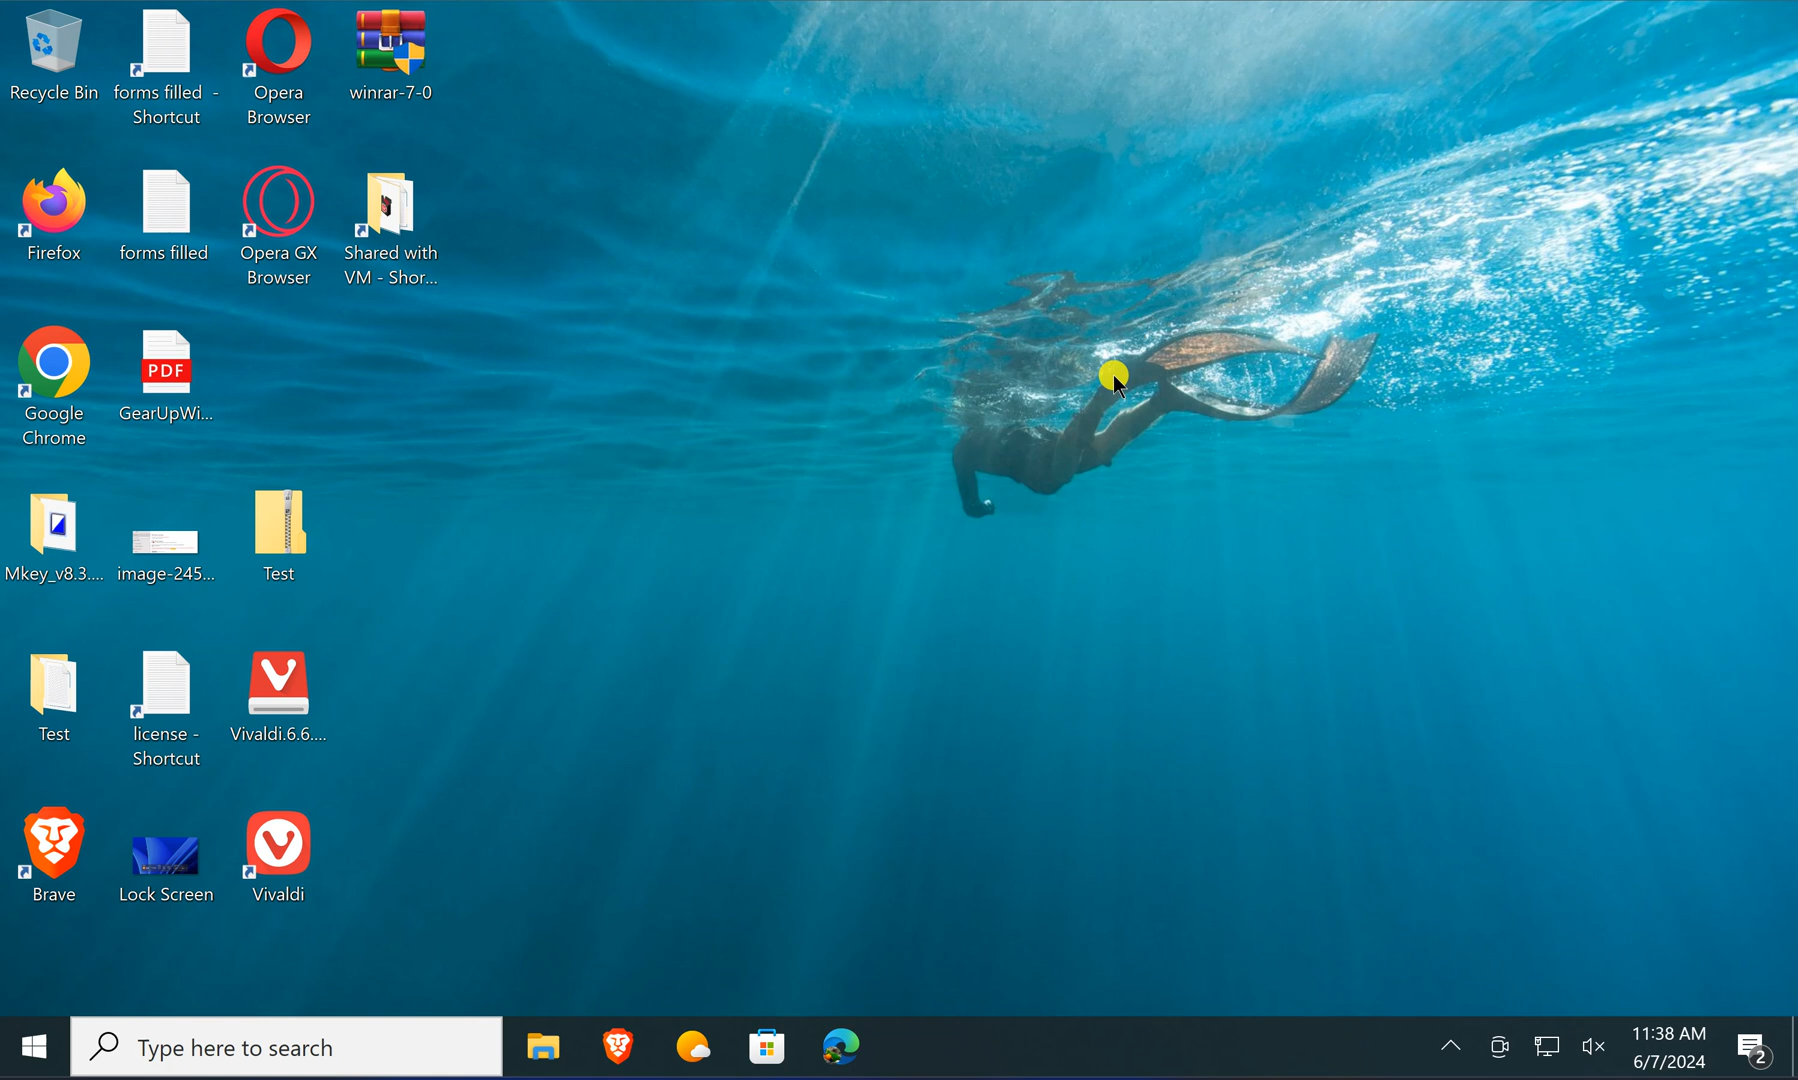 Recycle Bin
forms filled -
Shortcut
Opera
Browser
winrar-7-0
Firefox
forms filled
Opera GX
Browser
Shared with
VM - Shor...
Google
Chrome
PDF
GearUpWi...
Mkey_v8.3....
image-245...
Test
Test
license -
Shortcut
Vivaldi.6.6....
Brave
Lock Screen
Vivaldi
Type here to search
11:38 AM
6/7/2024
2